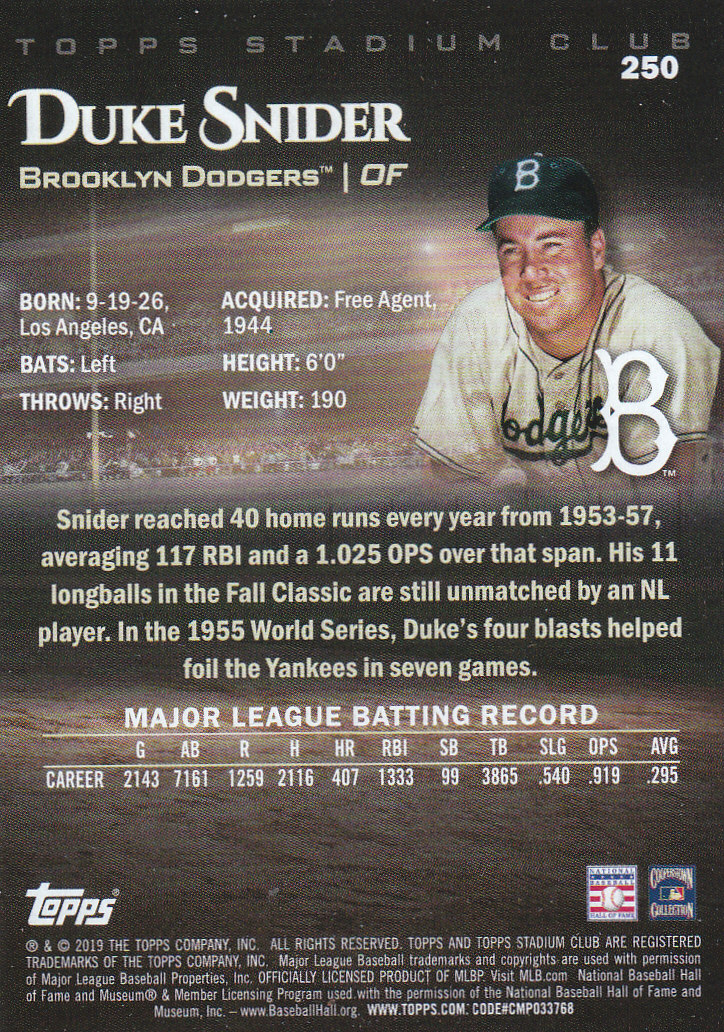 TOPPS STADIUM CLUB
250
DUKE SNIDER
BROOKLYN DODGERS™ | OF
B
BORN: 9-19-26,
Los Angeles, CA
ACQUIRED: Free Agent,
1944
BATS: Left
HEIGHT: 6'0"
THROWS: Right
WEIGHT: 190
Dodgers
B
™
Snider reached 40 home runs every year from 1953-57,
averaging 117 RBI and a 1.025 OPS over that span. His 11
longballs in the Fall Classic are still unmatched by an NL
player. In the 1955 World Series, Duke's four blasts helped
foil the Yankees in seven games.
MAJOR LEAGUE BATTING RECORD
G AB R H HR RBI SB TB SLG OPS AVG
CAREER 2143 7161 1259 2116 407 1333 99 3865 .540 .919 .295
topps®
NATIONAL
BASEBALL
HALL OF FAME
COOPERSTOWN
COLLECTION
® & © 2019 THE TOPPS COMPANY, INC. ALL RIGHTS RESERVED. TOPPS AND TOPPS STADIUM CLUB ARE REGISTERED
TRADEMARKS OF THE TOPPS COMPANY, INC. Major League Baseball trademarks and copyrights are used with permission
of Major League Baseball Properties, Inc. OFFICIALLY LICENSED PRODUCT OF MLBP. Visit MLB.com National Baseball Hall
of Fame and Museum® & Member Licensing Program used with the permission of the National Baseball Hall of Fame and
Museum, Inc. – www.BaseballHall.org. WWW.TOPPS.COM. CODE#CMP033768